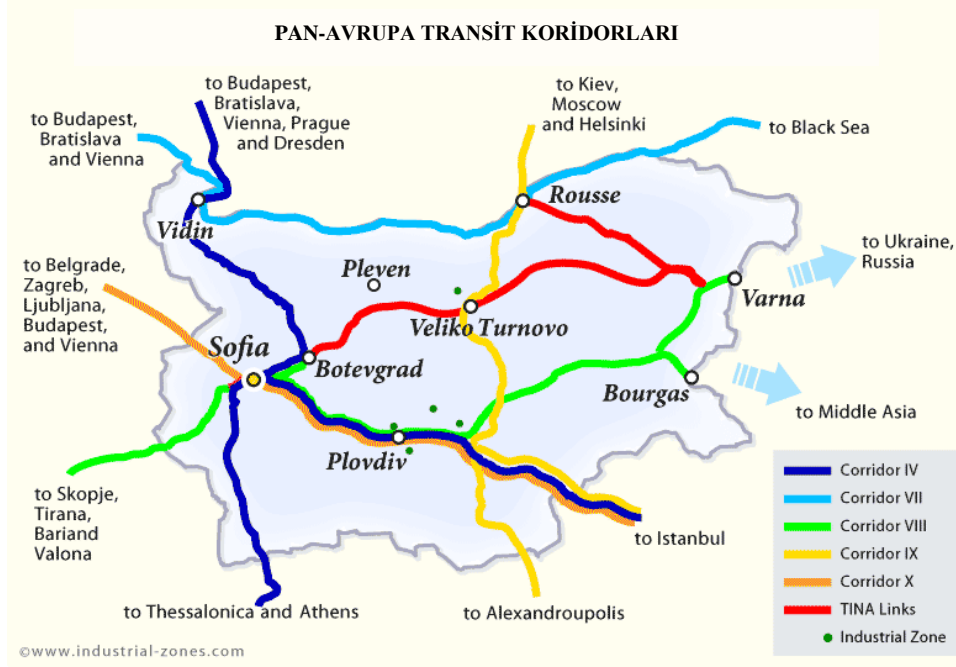 PAN-AVRUPA TRANSİT KORİDORLARI
to Budapest,
Bratislava,
Vienna, Prague
and Dresden
to Kiev,
Moscow
and Helsinki
to Budapest,
Bratislava
and Vienna
to Black Sea
Rousse
Vidin
to Ukraine,
Russia
to Belgrade,
Zagreb,
Ljubljana,
Budapest,
and Vienna
Pleven
Varna
Veliko Turnovo
Sofia
Botevgrad
Bourgas
to Middle Asia
Plovdiv
to Skopje,
Tirana,
Bariand
Valona
to Istanbul
to Thessalonica and Athens
to Alexandroupolis
Corridor IV
Corridor VII
Corridor VIII
Corridor IX
Corridor X
TINA Links
Industrial Zone
©www.industrial-zones.com